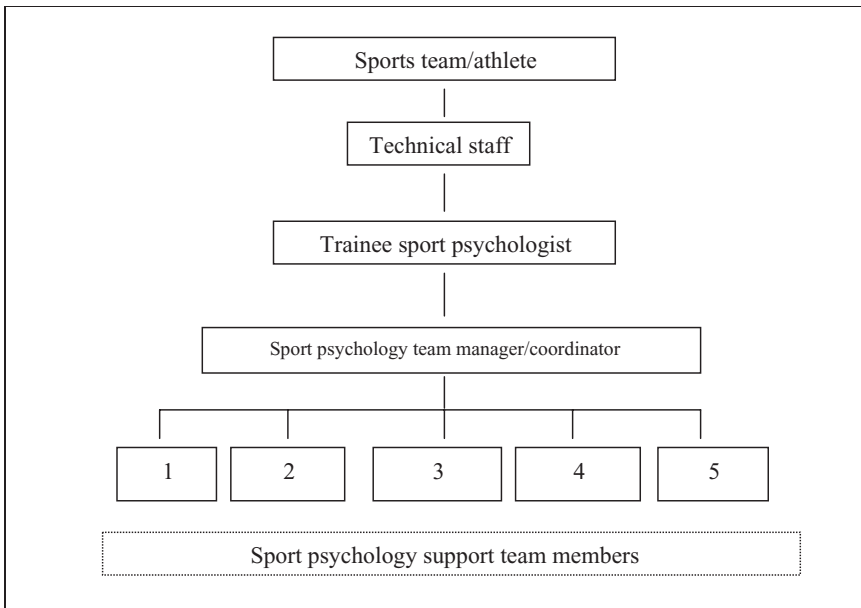 Sports team/athlete
Technical staff
Trainee sport psychologist
Sport psychology team manager/coordinator
1 2 3 4 5
Sport psychology support team members